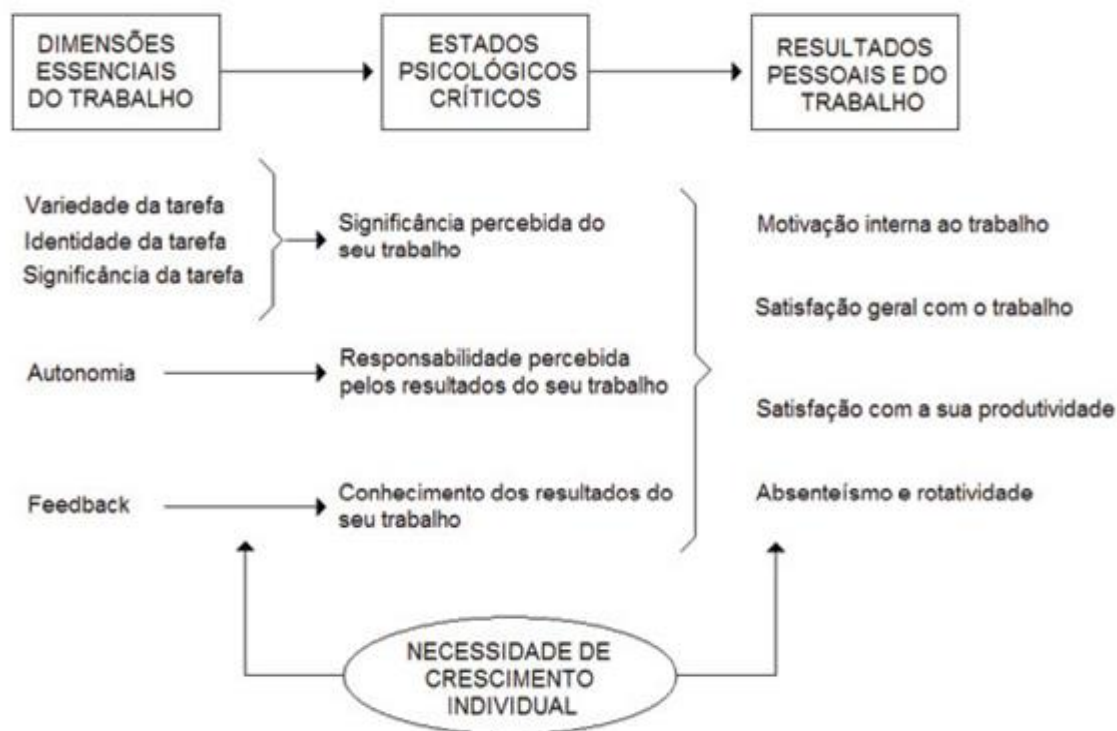 DIMENSÕES
ESSENCIAIS
DO TRABALHO
ESTADOS
PSICOLÓGICOS
CRÍTICOS
RESULTADOS
PESSOAIS E DO
TRABALHO
Variedade da tarefa
Identidade da tarefa
Significância da tarefa
Significância percebida do
seu trabalho
Motivação interna ao trabalho
Satisfação geral com o trabalho
Autonomia
Responsabilidade percebida
pelos resultados do seu trabalho
Satisfação com a sua produtividade
Feedback
Conhecimento dos resultados do
seu trabalho
Absenteísmo e rotatividade
NECESSIDADE DE
CRESCIMENTO
INDIVIDUAL